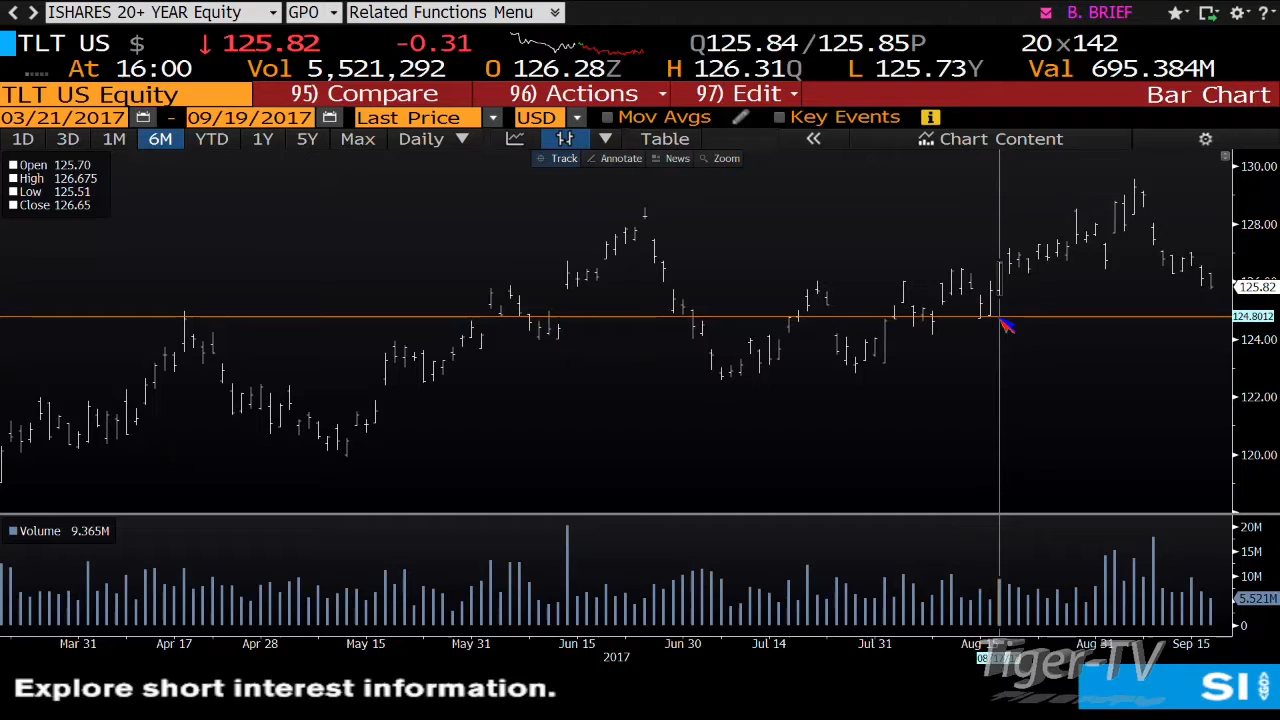 ISHARES 20+ YEAR Equity GPO Related Functions Menu B. BRIEF
TLT US $ ↓ 125.82 -0.31 Q125.84/125.85P 20x142
At 16:00 Vol 5,521,292 O 126.28Z H 126.31Q L 125.73Y Val 695.384M
TLT US Equity 95) Compare 96) Actions 97) Edit Bar Chart
03/21/2017 - 09/19/2017 Last Price USD Mov Avgs Key Events
1D 3D 1M 6M YTD 1Y 5Y Max Daily Table Chart Content
Track Annotate News Zoom
Open 125.70
High 126.675
Low 125.51
Close 126.65
130.00
128.00
125.82
124.8012
124.00
122.00
120.00
Volume 9.365M
20M
15M
10M
5.521M
0
Mar 31 Apr 17 Apr 28 May 15 May 31 Jun 15 Jun 30 Jul 14 Jul 31 Aug 15 Aug 31 Sep 15
2017
Tiger-TV
Explore short interest information.
SI